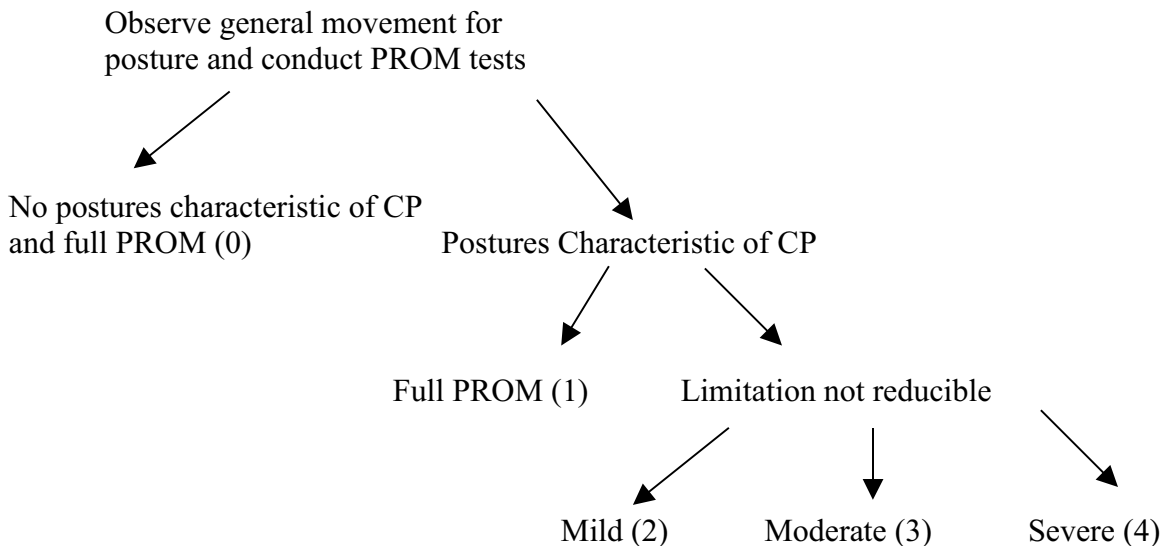 Observe general movement for
posture and conduct PROM tests
No postures characteristic of CP
and full PROM (0)
Postures Characteristic of CP
Full PROM (1)
Limitation not reducible
Mild (2)
Moderate (3)
Severe (4)